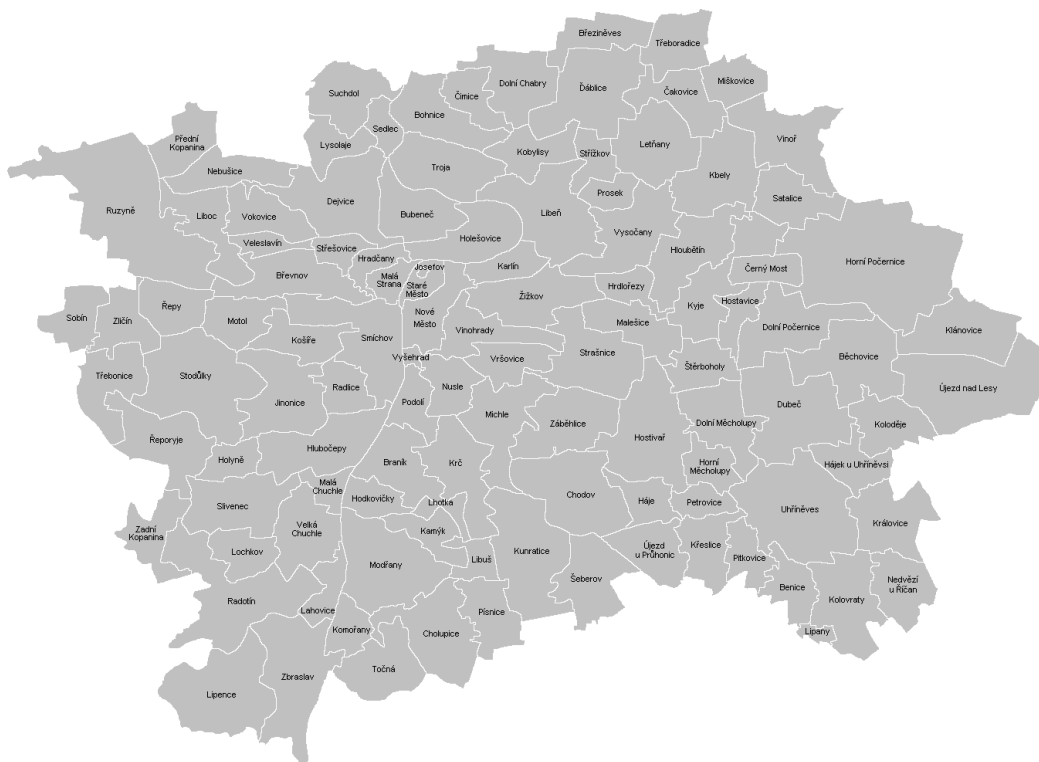 Březiněves
Třeboradice
Miškovice
Dolní Chabry
Ďáblice
Čakovice
Suchdol
Čimice
Bohnice
Sedlec
Vinoř
Přední
Kopanina
Lysolaje
Kobylisy
Střížkov
Letňany
Troja
Nebušice
Kbely
Prosek
Satalice
Dejvice
Ruzyně
Liboc
Vokovice
Bubeneč
Libeň
Vysočany
Holešovice
Veleslavín
Střešovice
Hloubětín
Hradčany
Horní Počernice
Josefov
Karlín
Černý Most
Břevnov
Malá
Strana
Staré
Město
Hrdlořezy
Žižkov
Hostavice
Řepy
Kyje
Nové
Město
Sobín
Zličín
Motol
Malešice
Dolní Počernice
Vinohrady
Klánovice
Košíře
Smíchov
Strašnice
Vyšehrad
Vršovice
Běchovice
Štěrboholy
Třebonice
Stodůlky
Radlice
Nusle
Újezd nad Lesy
Jinonice
Podolí
Dubeč
Michle
Záběhlice
Dolní Měcholupy
Koloděje
Řeporyje
Hostivař
Hlubočepy
Holyně
Braník
Krč
Horní
Měcholupy
Hájek u Uhříněvsi
Malá
Chuchle
Hodkovičky
Lhotka
Chodov
Háje
Petrovice
Slivenec
Uhříněves
Královice
Zadní
Kopanina
Velká
Chuchle
Kamýk
Lochkov
Kunratice
Újezd
u Průhonic
Křeslice
Pitkovice
Modřany
Libuš
Šeberov
Nedvězí
u Říčan
Benice
Kolovraty
Radotín
Lahovice
Písnice
Komořany
Cholupice
Lipany
Točná
Zbraslav
Lipence